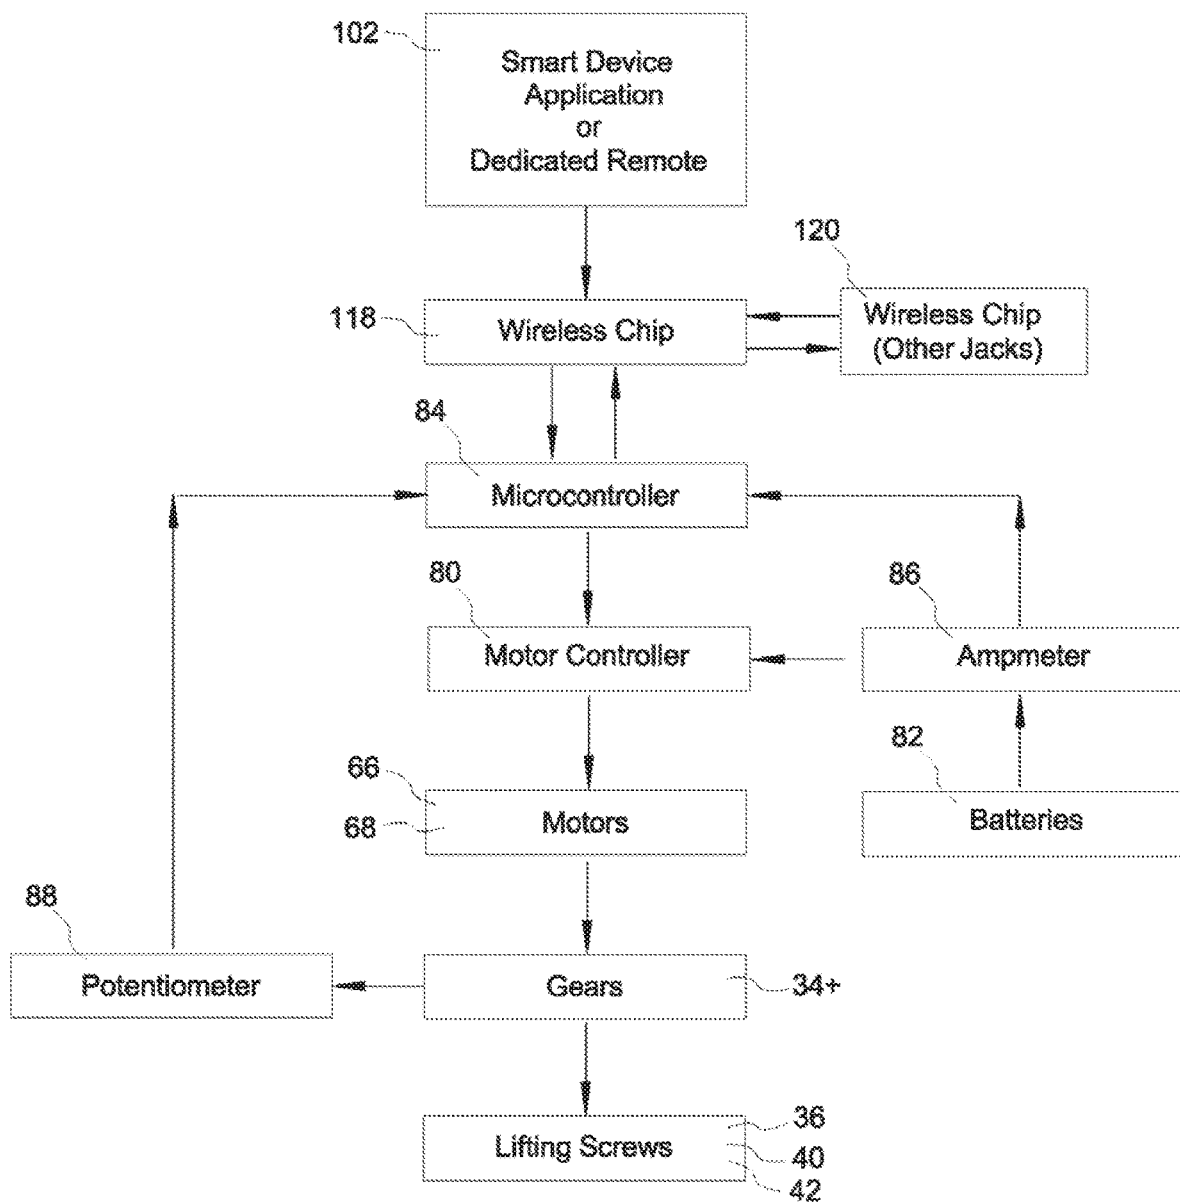 102
Smart Device
Application
or
Dedicated Remote
120
118
Wireless Chip
Wireless Chip
(Other Jacks)
84
Microcontroller
80
86
Motor Controller
Ampmeter
82
66
68
Motors
Batteries
88
Potentiometer
Gears
34+
36
Lifting Screws
40
42